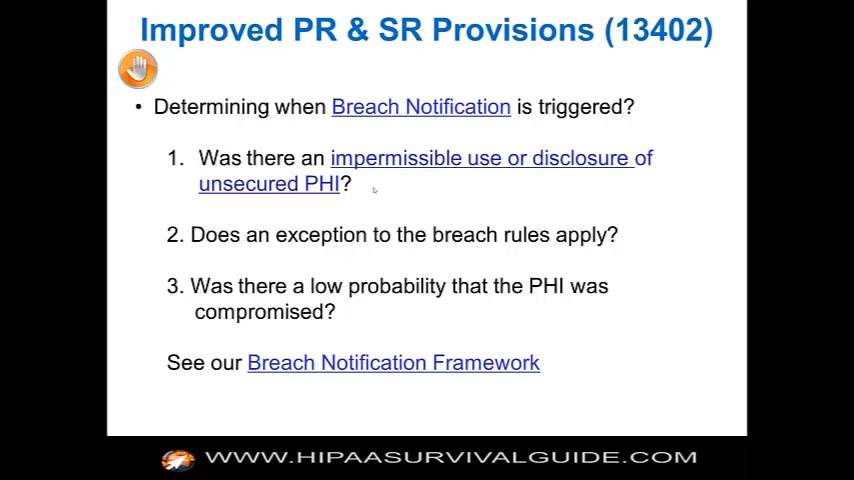 Improved PR & SR Provisions (13402)
• Determining when Breach Notification is triggered?
1. Was there an impermissible use or disclosure of
unsecured PHI?
2. Does an exception to the breach rules apply?
3. Was there a low probability that the PHI was
compromised?
See our Breach Notification Framework
WWW.HIPAASURVIVALGUIDE.COM